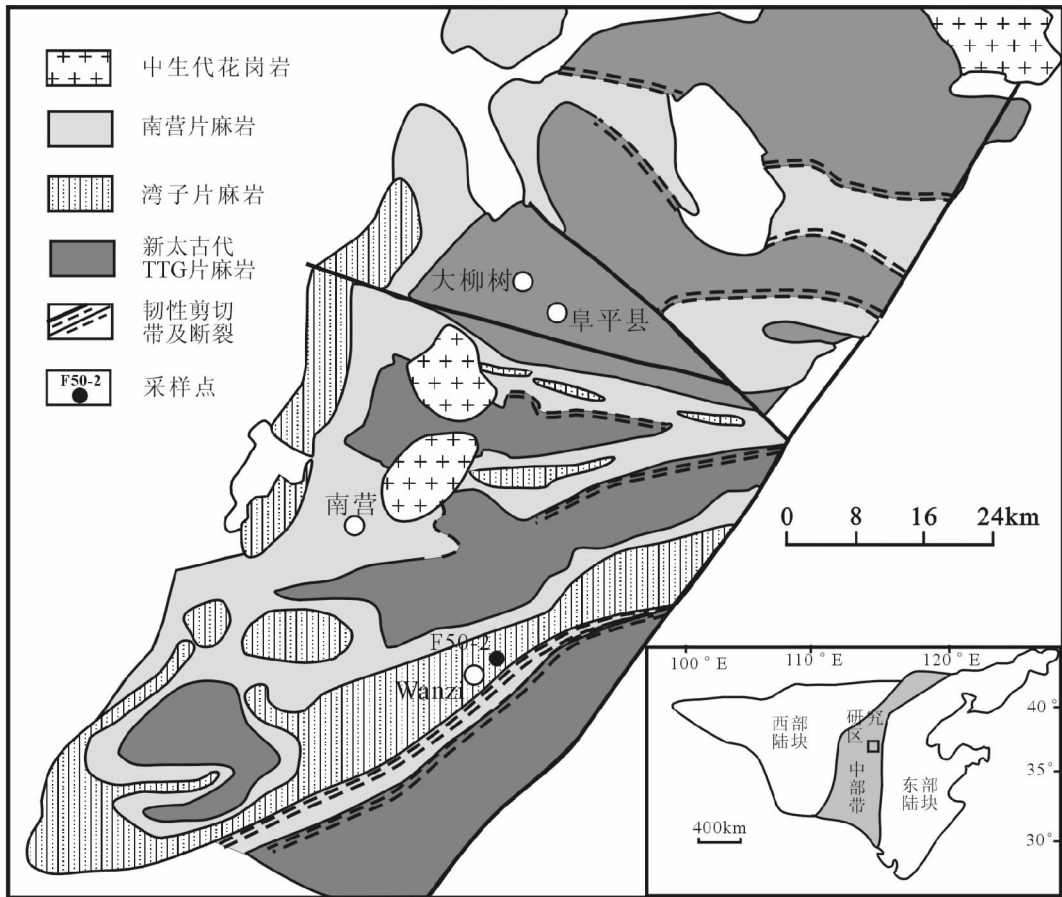 中生代花岗岩
南营片麻岩
湾子片麻岩
新太古代
TTG片麻岩
韧性剪切
带及断裂
F50-2
采样点
大柳树
阜平县
南营
F50-2
Wanzi
0 8 16 24km
100°E 110°E 120°E
40°
35°
30°
西部
陆块
研究
区
中
部
带
东部
陆块
400km